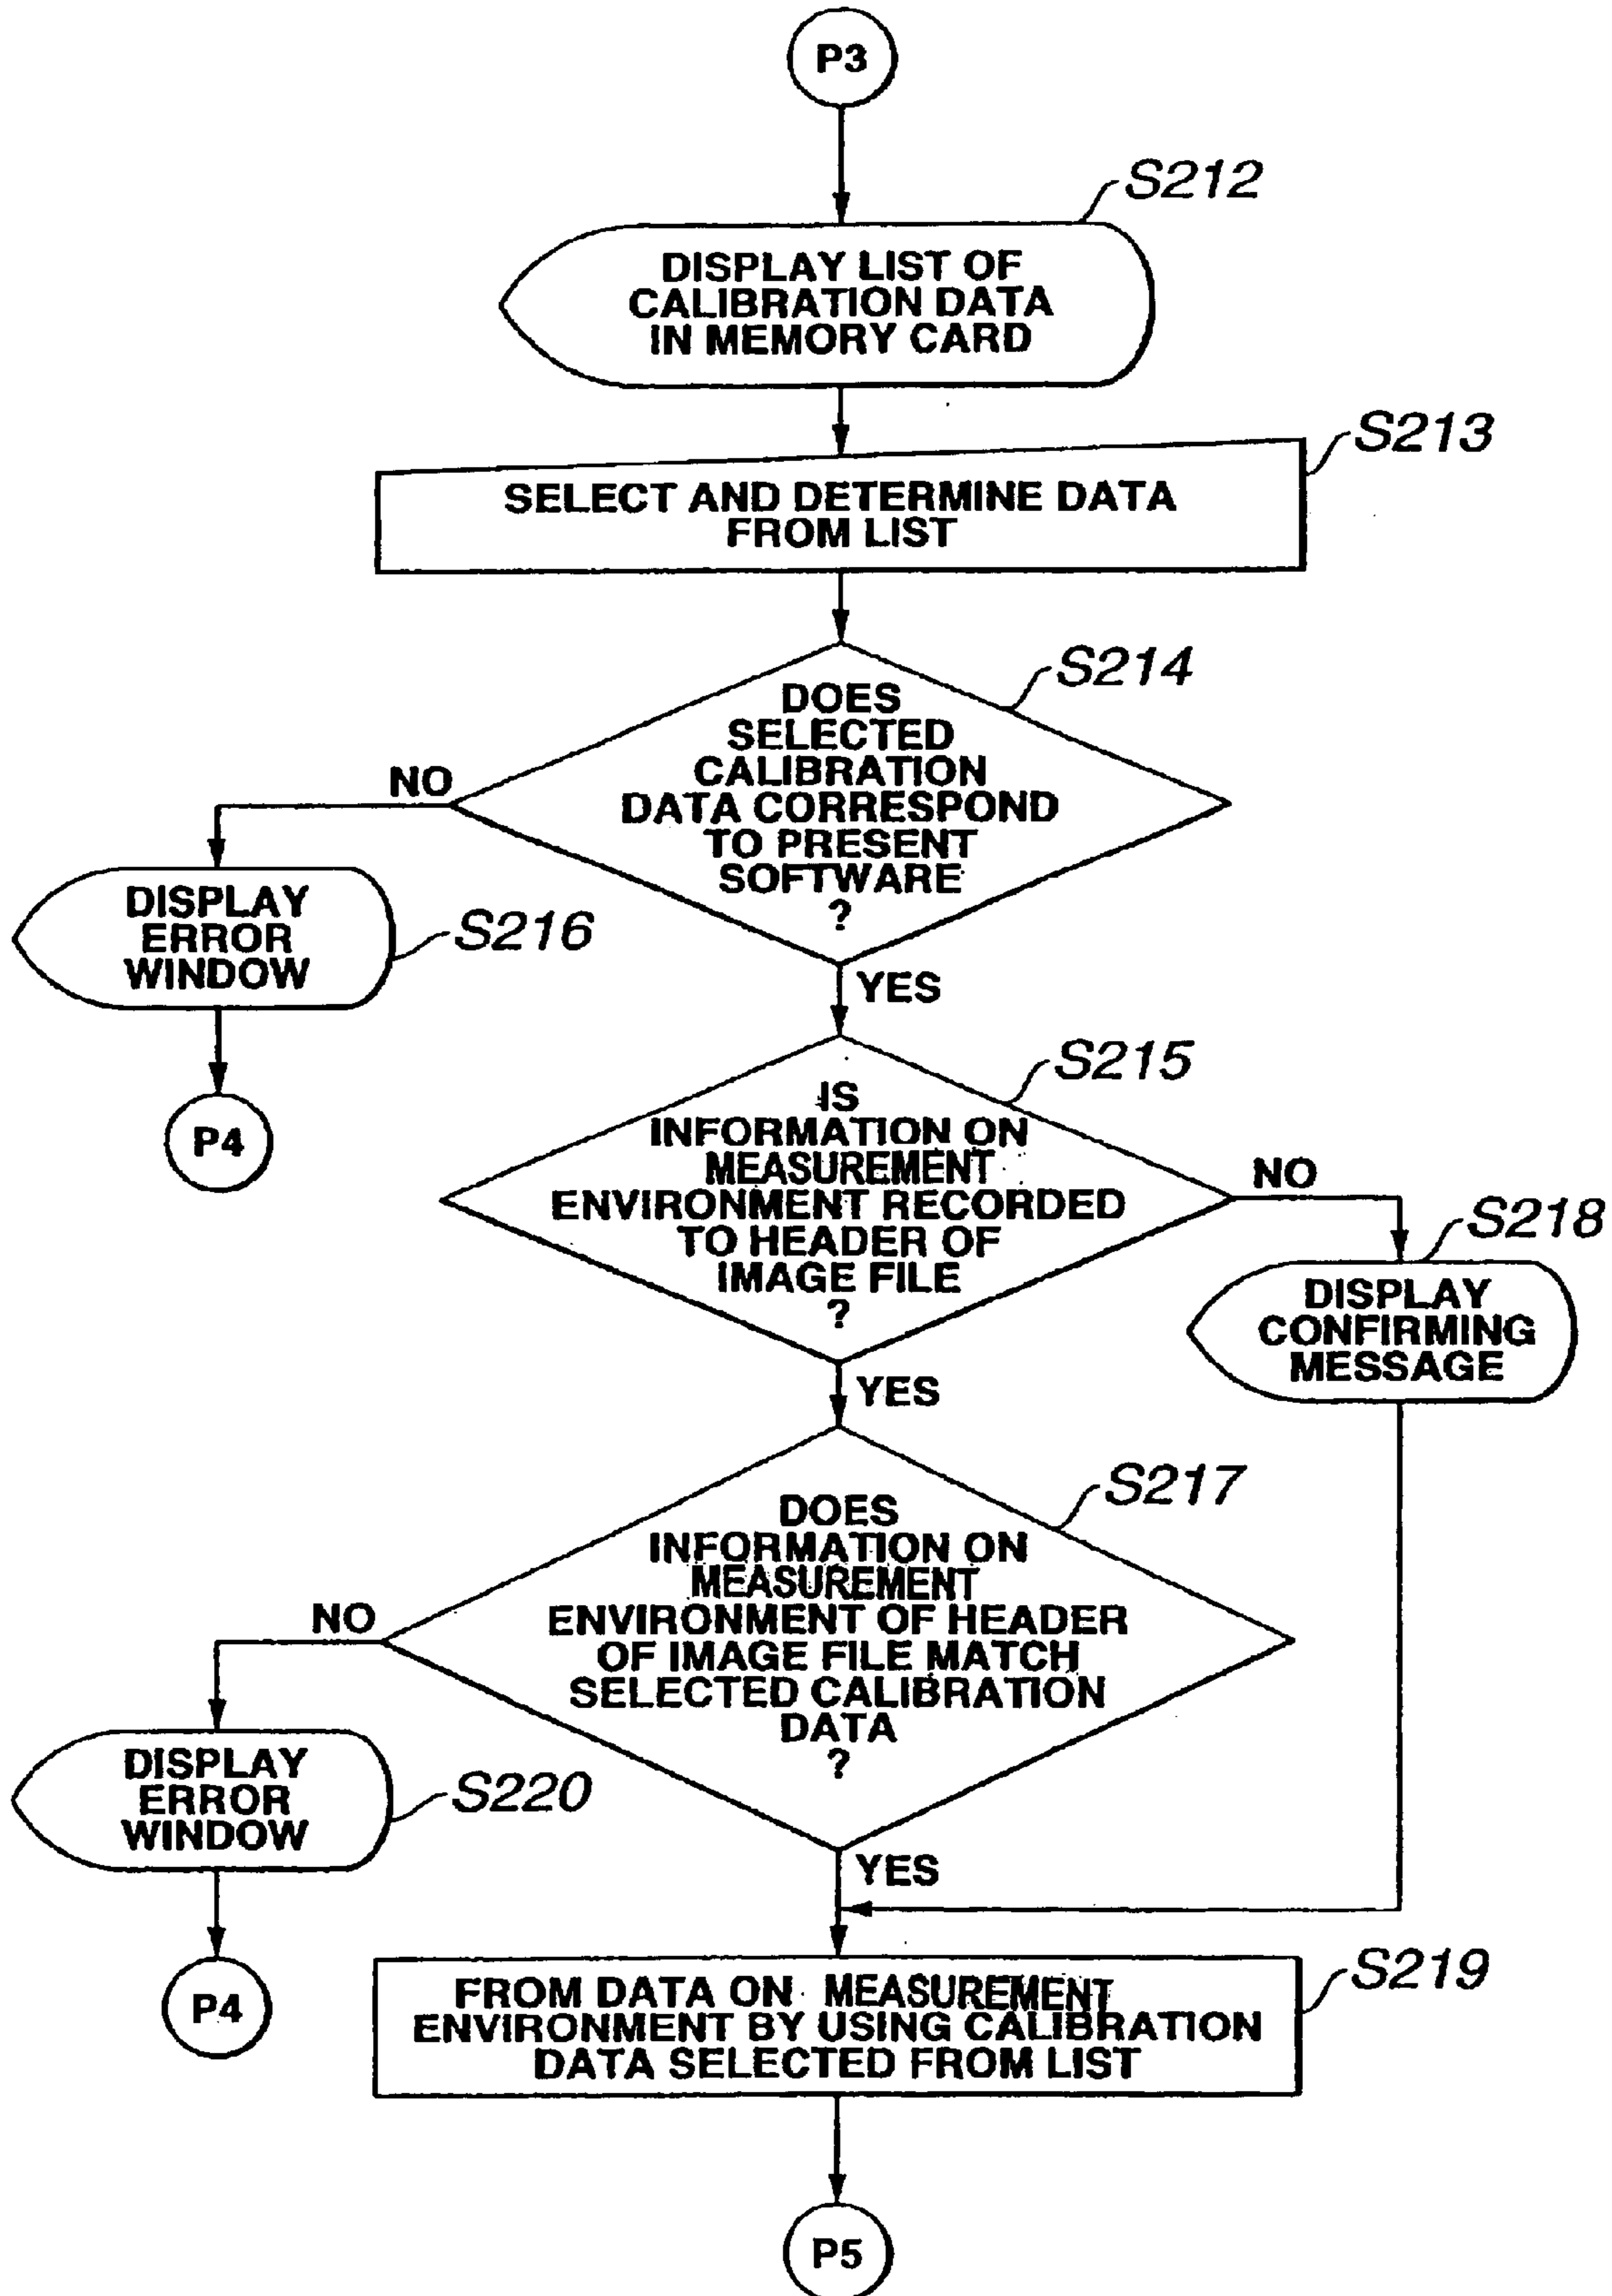 P3
S212
DISPLAY LIST OF
CALIBRATION DATA
IN MEMORY CARD
S213
SELECT AND DETERMINE DATA
FROM LIST
S214
DOES
SELECTED
CALIBRATION
DATA CORRESPOND
TO PRESENT
SOFTWARE
?
NO
DISPLAY
ERROR
WINDOW
S216
YES
P4
S215
IS
INFORMATION ON
MEASUREMENT
ENVIRONMENT RECORDED
TO HEADER OF
IMAGE FILE
?
NO
S218
DISPLAY
CONFIRMING
MESSAGE
YES
S217
DOES
INFORMATION ON
MEASUREMENT
ENVIRONMENT OF HEADER
OF IMAGE FILE MATCH
SELECTED CALIBRATION
DATA
?
NO
DISPLAY
ERROR
WINDOW
S220
YES
P4
S219
FROM DATA ON MEASUREMENT
ENVIRONMENT BY USING CALIBRATION
DATA SELECTED FROM LIST
P5